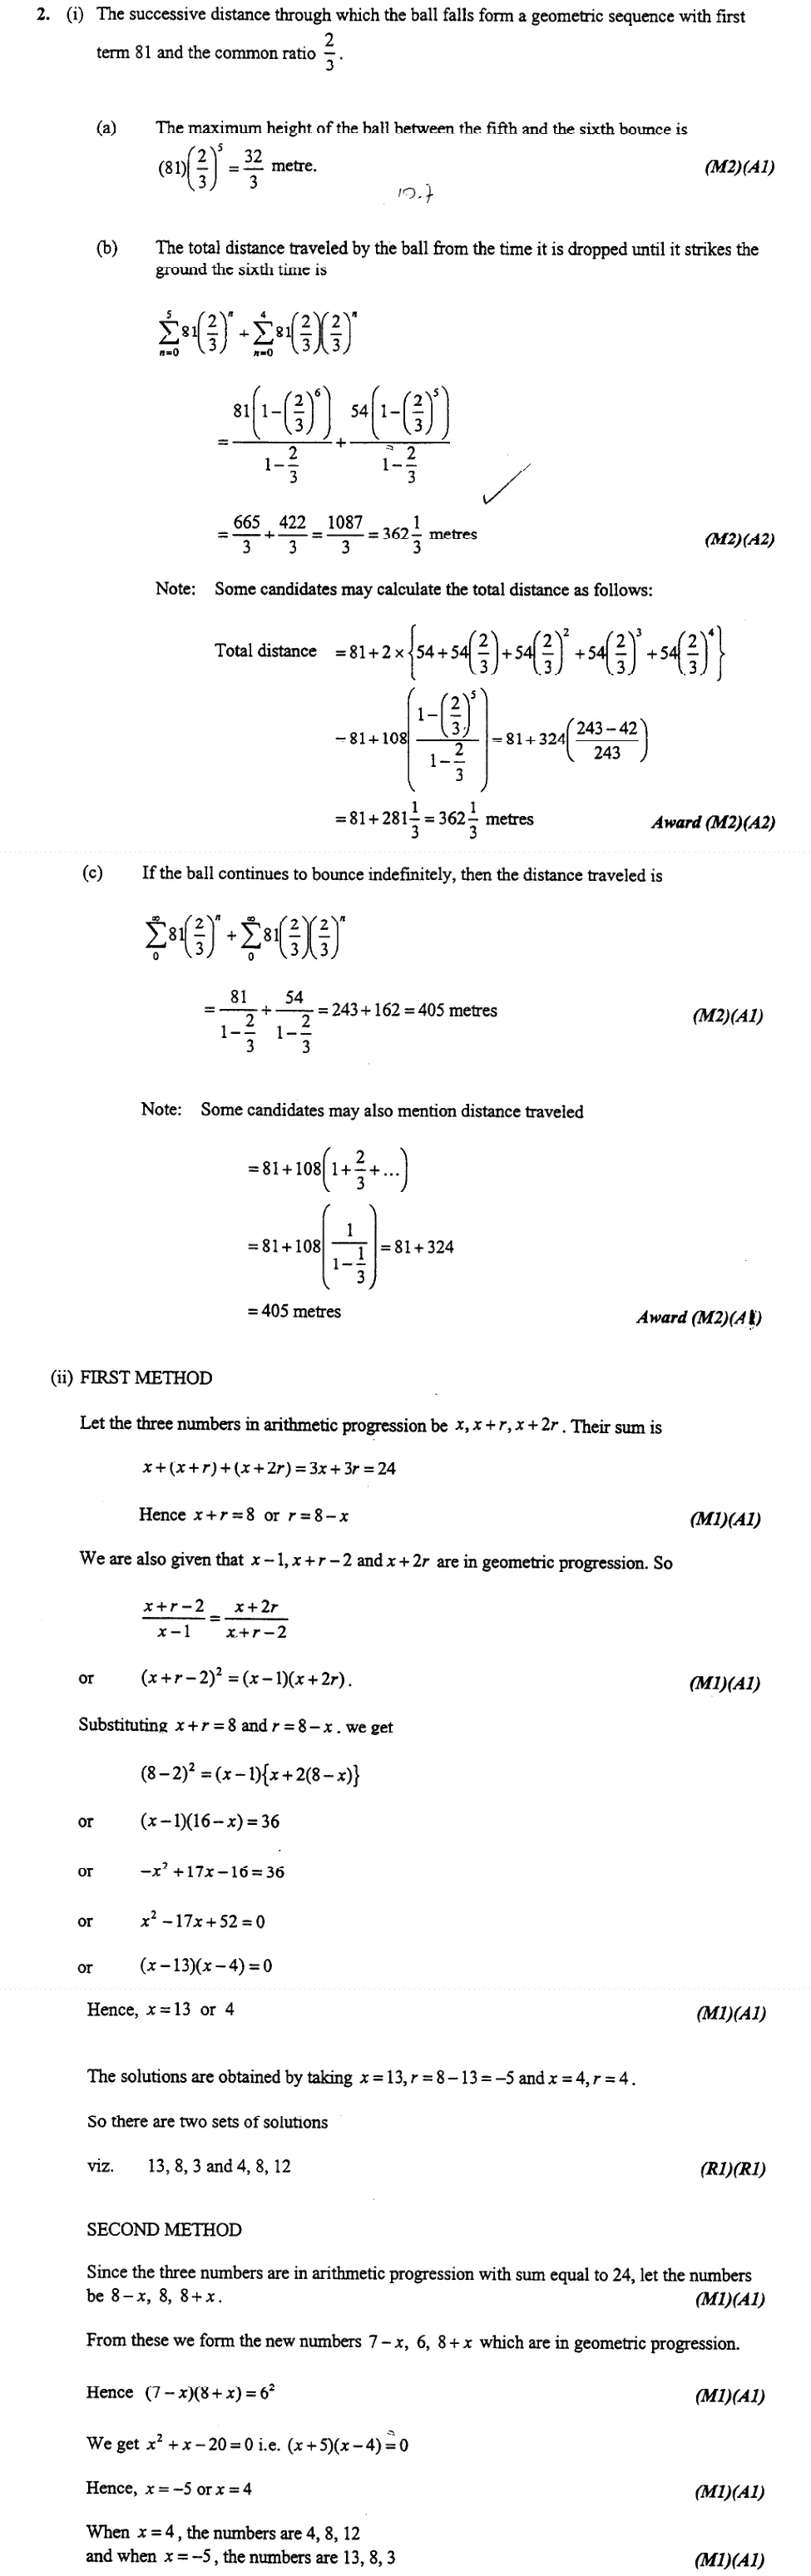 2. (i) The successive distance through which the ball falls form a geometric sequence with first
term 81 and the common ratio 2/3.
(a) The maximum height of the ball between the fifth and the sixth bounce is
(81)(2/3)^5 = 32/3 metre. (M2)(A1)
10.7
(b) The total distance traveled by the ball from the time it is dropped until it strikes the
ground the sixth time is
∑_{n=0}^{5} 81(2/3)^n + ∑_{n=0}^{4} 81(2/3)(2/3)^n
= 81(1-(2/3)^6)/(1-2/3) + 54(1-(2/3)^5)/(1-2/3)
= 665/3 + 422/3 = 1087/3 = 362 1/3 metres (M2)(A2)
Note: Some candidates may calculate the total distance as follows:
Total distance = 81+2×{54+54(2/3)+54(2/3)^2+54(2/3)^3+54(2/3)^4}
= 81+108((1-(2/3)^5)/(1-2/3)) = 81+324((243-42)/243)
= 81+281 1/3 = 362 1/3 metres Award (M2)(A2)
(c) If the ball continues to bounce indefinitely, then the distance traveled is
∑_{0}^{∞} 81(2/3)^n + ∑_{0}^{∞} 81(2/3)(2/3)^n
= 81/(1-2/3) + 54/(1-2/3) = 243+162 = 405 metres (M2)(A1)
Note: Some candidates may also mention distance traveled
= 81+108(1+2/3+...)
= 81+108(1/(1-1/3)) = 81+324
= 405 metres Award (M2)(A1)
(ii) FIRST METHOD
Let the three numbers in arithmetic progression be x, x+r, x+2r. Their sum is
x+(x+r)+(x+2r)=3x+3r=24
Hence x+r=8 or r=8-x (M1)(A1)
We are also given that x-1, x+r-2 and x+2r are in geometric progression. So
(x+r-2)/(x-1) = (x+2r)/(x+r-2)
or (x+r-2)²=(x-1)(x+2r). (M1)(A1)
Substituting x+r=8 and r=8-x. we get
(8-2)²=(x-1){x+2(8-x)}
or (x-1)(16-x)=36
or -x²+17x-16=36
or x²-17x+52=0
or (x-13)(x-4)=0
Hence, x=13 or 4 (M1)(A1)
The solutions are obtained by taking x=13, r=8-13=-5 and x=4, r=4.
So there are two sets of solutions
viz. 13, 8, 3 and 4, 8, 12 (R1)(R1)
SECOND METHOD
Since the three numbers are in arithmetic progression with sum equal to 24, let the numbers
be 8-x, 8, 8+x. (M1)(A1)
From these we form the new numbers 7-x, 6, 8+x which are in geometric progression.
Hence (7-x)(8+x)=6² (M1)(A1)
We get x²+x-20=0 i.e. (x+5)(x-4)=0
Hence, x=-5 or x=4 (M1)(A1)
When x=4, the numbers are 4, 8, 12
and when x=-5, the numbers are 13, 8, 3 (M1)(A1)